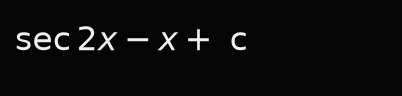 sec 2x − x + c